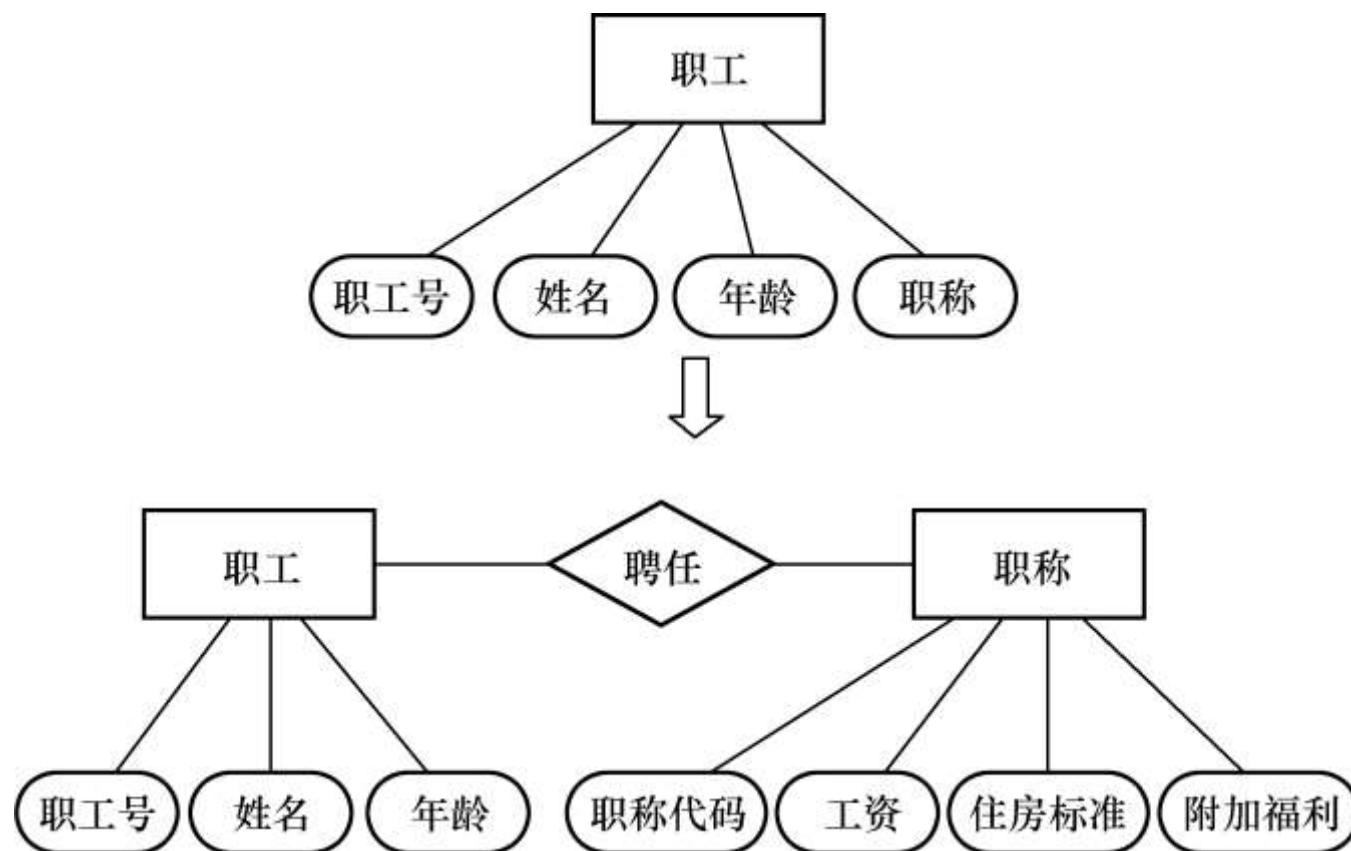 职工
职工号 姓名 年龄 职称
职工 聘任 职称
职工号 姓名 年龄 职称代码 工资 住房标准 附加福利